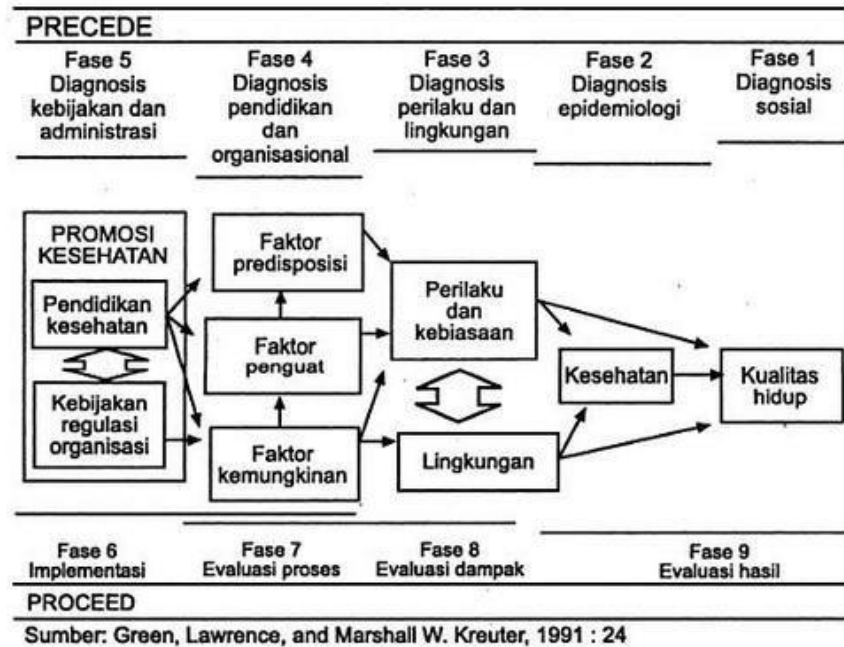 PRECEDE
Fase 5
Diagnosis
kebijakan dan
administrasi
Fase 4
Diagnosis
pendidikan
dan
organisasional
Fase 3
Diagnosis
perilaku dan
lingkungan
Fase 2
Diagnosis
epidemiologi
Fase 1
Diagnosis
sosial
PROMOSI
KESEHATAN
Pendidikan
kesehatan
Kebijakan
regulasi
organisasi
Faktor
predisposisi
Faktor
penguat
Faktor
kemungkinan
Perilaku
dan
kebiasaan
Lingkungan
Kesehatan
Kualitas
hidup
Fase 6
Implementasi
Fase 7
Evaluasi proses
Fase 8
Evaluasi dampak
Fase 9
Evaluasi hasil
PROCEED
Sumber: Green, Lawrence, and Marshall W. Kreuter, 1991 : 24